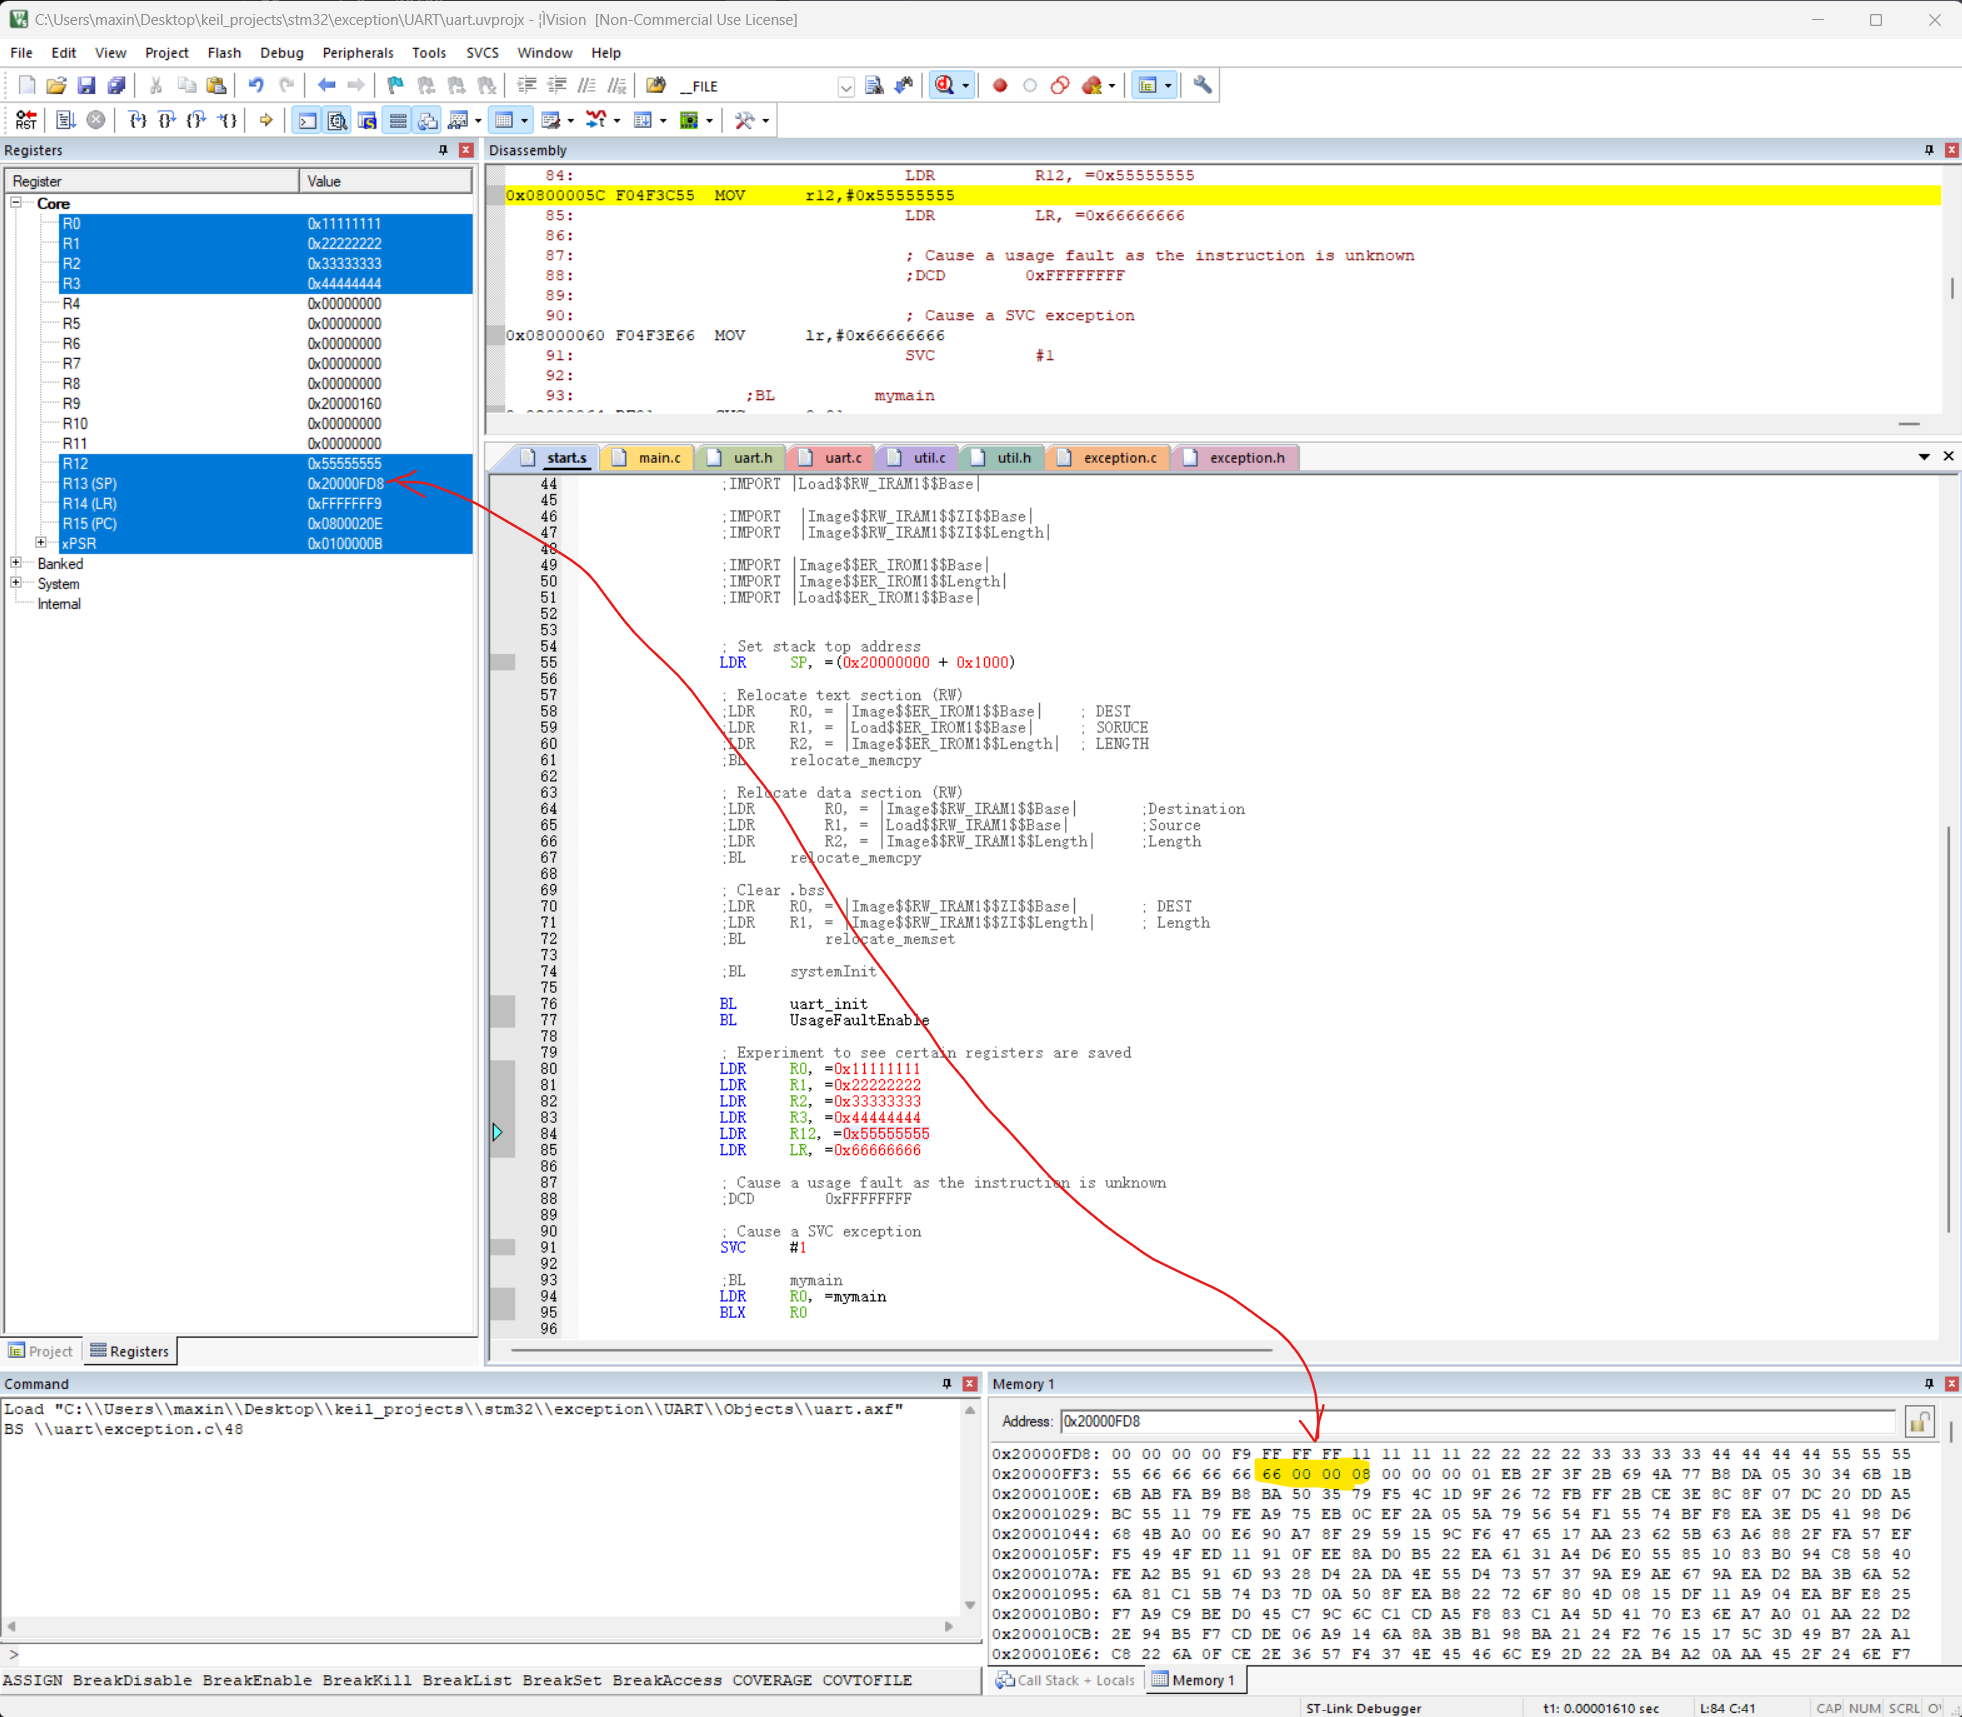 C:\Users\maxin\Desktop\keil_projects\stm32\exception\UART\uart.uvprojx - ¦ÌVision [Non-Commercial Use License]
File Edit View Project Flash Debug Peripherals Tools SVCS Window Help
__FILE
RST
Registers
Register Value
Core
R0 0x11111111
R1 0x22222222
R2 0x33333333
R3 0x44444444
R4 0x00000000
R5 0x00000000
R6 0x00000000
R7 0x00000000
R8 0x00000000
R9 0x20000160
R10 0x00000000
R11 0x00000000
R12 0x55555555
R13 (SP) 0x20000FD8
R14 (LR) 0xFFFFFFF9
R15 (PC) 0x0800020E
xPSR 0x0100000B
Banked
System
Internal
Project Registers
Disassembly
84: LDR R12, =0x55555555
0x0800005C F04F3C55 MOV r12,#0x55555555
85: LDR LR, =0x66666666
86:
87: ; Cause a usage fault as the instruction is unknown
88: ;DCD 0xFFFFFFFF
89:
90: ; Cause a SVC exception
0x08000060 F04F3E66 MOV lr,#0x66666666
91: SVC #1
92:
93: ;BL mymain
start.s main.c uart.h uart.c util.c util.h exception.c exception.h
44 ;IMPORT |Load$$RW_IRAM1$$Base|
45
46 ;IMPORT |Image$$RW_IRAM1$$ZI$$Base|
47 ;IMPORT |Image$$RW_IRAM1$$ZI$$Length|
48
49 ;IMPORT |Image$$ER_IROM1$$Base|
50 ;IMPORT |Image$$ER_IROM1$$Length|
51 ;IMPORT |Load$$ER_IROM1$$Base|
52
53
54 ; Set stack top address
55 LDR SP, =(0x20000000 + 0x1000)
56
57 ; Relocate text section (RW)
58 ;LDR R0, = |Image$$ER_IROM1$$Base| ; DEST
59 ;LDR R1, = |Load$$ER_IROM1$$Base| ; SORUCE
60 ;LDR R2, = |Image$$ER_IROM1$$Length| ; LENGTH
61 ;BL relocate_memcpy
62
63 ; Relocate data section (RW)
64 ;LDR R0, = |Image$$RW_IRAM1$$Base| ;Destination
65 ;LDR R1, = |Load$$RW_IRAM1$$Base| ;Source
66 ;LDR R2, = |Image$$RW_IRAM1$$Length| ;Length
67 ;BL relocate_memcpy
68
69 ; Clear .bss
70 ;LDR R0, = |Image$$RW_IRAM1$$ZI$$Base| ; DEST
71 ;LDR R1, = |Image$$RW_IRAM1$$ZI$$Length| ; Length
72 ;BL relocate_memset
73
74 ;BL systemInit
75
76 BL uart_init
77 BL UsageFaultEnable
78
79 ; Experiment to see certain registers are saved
80 LDR R0, =0x11111111
81 LDR R1, =0x22222222
82 LDR R2, =0x33333333
83 LDR R3, =0x44444444
84 LDR R12, =0x55555555
85 LDR LR, =0x66666666
86
87 ; Cause a usage fault as the instruction is unknown
88 ;DCD 0xFFFFFFFF
89
90 ; Cause a SVC exception
91 SVC #1
92
93 ;BL mymain
94 LDR R0, =mymain
95 BLX R0
96
Command
Load "C:\\Users\\maxin\\Desktop\\keil_projects\\stm32\\exception\\UART\\Objects\\uart.axf"
BS \\uart\exception.c\48
>
ASSIGN BreakDisable BreakEnable BreakKill BreakList BreakSet BreakAccess COVERAGE COVTOFILE
Memory 1
Address: 0x20000FD8
0x20000FD8: 00 00 00 00 F9 FF FF FF 11 11 11 11 22 22 22 22 33 33 33 33 44 44 44 44 55 55 55
0x20000FF3: 55 66 66 66 66 66 00 00 08 00 00 00 01 EB 2F 3F 2B 69 4A 77 B8 DA 05 30 34 6B 1B
0x2000100E: 6B AB FA B9 B8 BA 50 35 79 F5 4C 1D 9F 26 72 FB FF 2B CE 3E 8C 8F 07 DC 20 DD A5
0x20001029: BC 55 11 79 FE A9 75 EB 0C EF 2A 05 5A 79 56 54 F1 55 74 BF F8 EA 3E D5 41 98 D6
0x20001044: 68 4B A0 00 E6 90 A7 8F 29 59 15 9C F6 47 65 17 AA 23 62 5B 63 A6 88 2F FA 57 EF
0x2000105F: F5 49 4F ED 11 91 0F EE 8A D0 B5 22 EA 61 31 A4 D6 E0 55 85 10 83 B0 94 C8 58 40
0x2000107A: FE A2 B5 91 6D 93 28 D4 2A DA 4E 55 D4 73 57 37 9A E9 AE 67 9A EA D2 BA 3B 6A 52
0x20001095: 6A 81 C1 5B 74 D3 7D 0A 50 8F EA B8 22 72 6F 80 4D 08 15 DF 11 A9 04 EA BF E8 25
0x200010B0: F7 A9 C9 BE D0 45 C7 9C 6C C1 CD A5 F8 83 C1 A4 5D 41 70 E3 6E A7 A0 01 AA 22 D2
0x200010CB: 2E 94 B5 F7 CD DE 06 A9 14 6A 8A 3B B1 98 BA 21 24 F2 76 15 17 5C 3D 49 B7 2A A1
0x200010E6: C8 22 6A 0F CE 2E 36 57 F4 37 4E 45 46 6C E9 2D 22 2A B4 A2 0A AA 45 2F 24 6E F7
Call Stack + Locals Memory 1
ST-Link Debugger t1: 0.00001610 sec L:84 C:41 CAP NUM SCRL